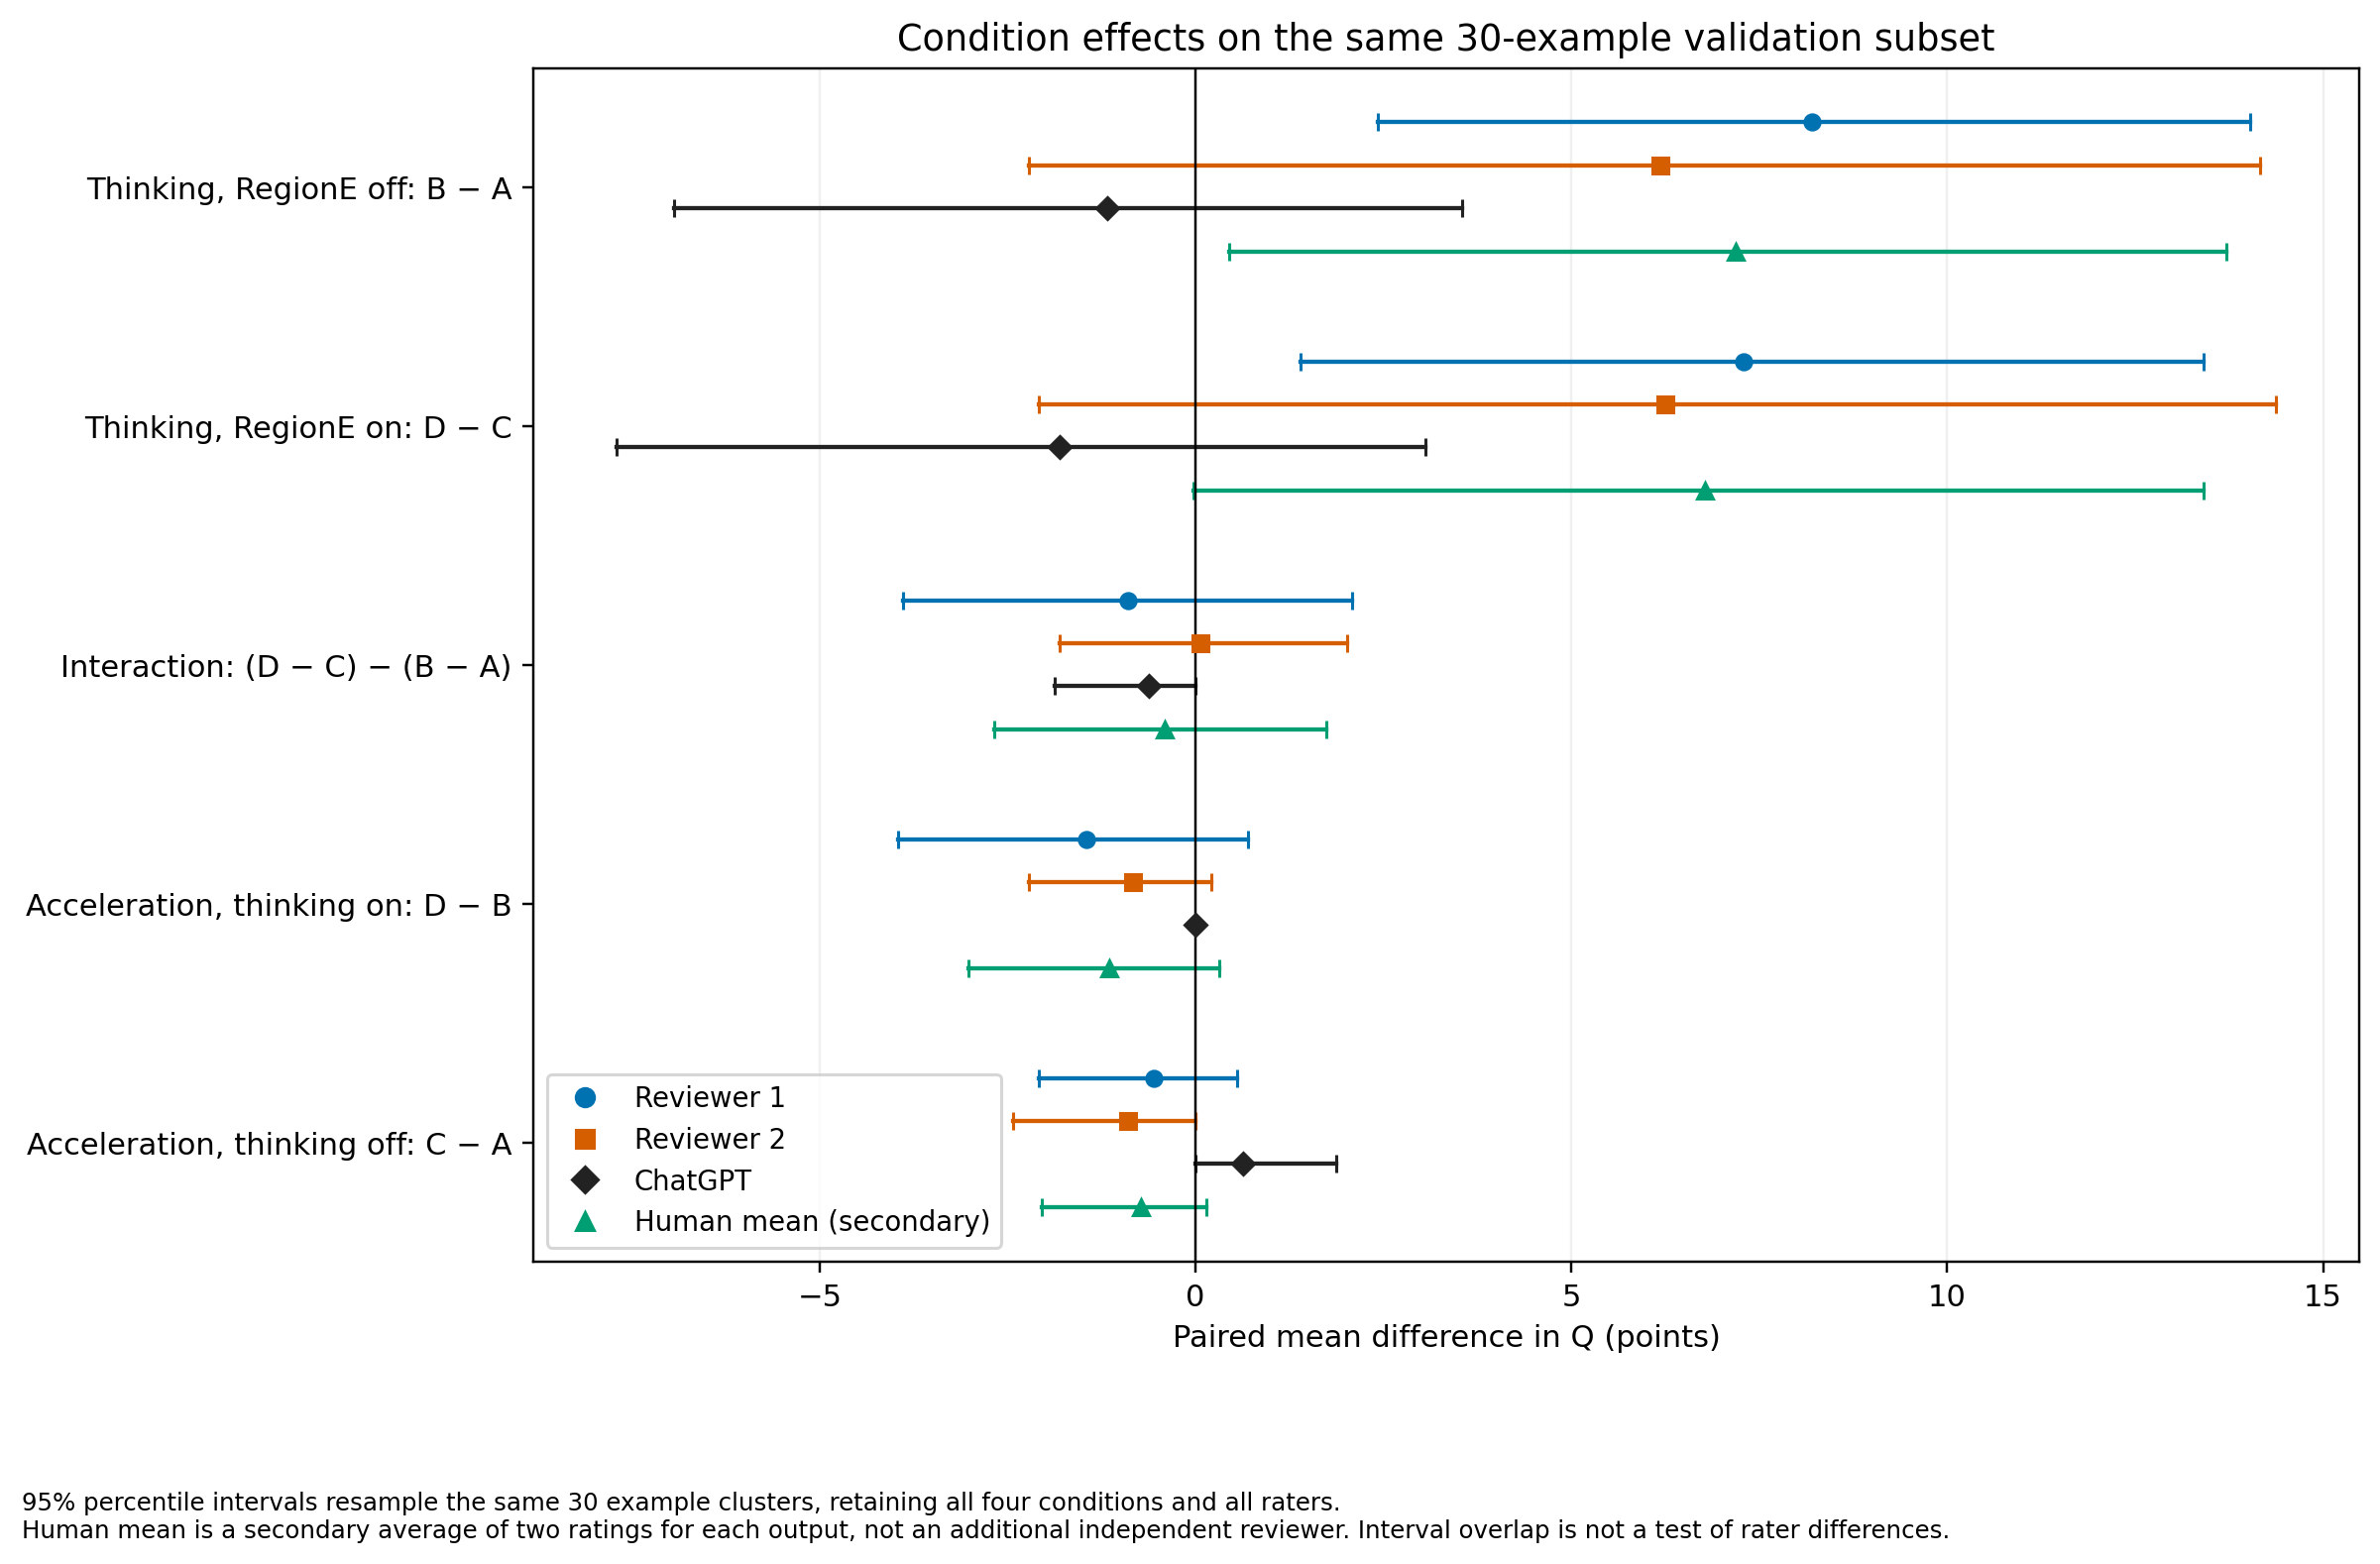 Condition effects on the same 30-example validation subset
Thinking, RegionE off: B − A
Thinking, RegionE on: D − C
Interaction: (D − C) − (B − A)
Acceleration, thinking on: D − B
Acceleration, thinking off: C − A
Reviewer 1
Reviewer 2
ChatGPT
Human mean (secondary)
−5 0 5 10 15
Paired mean difference in Q (points)
95% percentile intervals resample the same 30 example clusters, retaining all four conditions and all raters.
Human mean is a secondary average of two ratings for each output, not an additional independent reviewer. Interval overlap is not a test of rater differences.